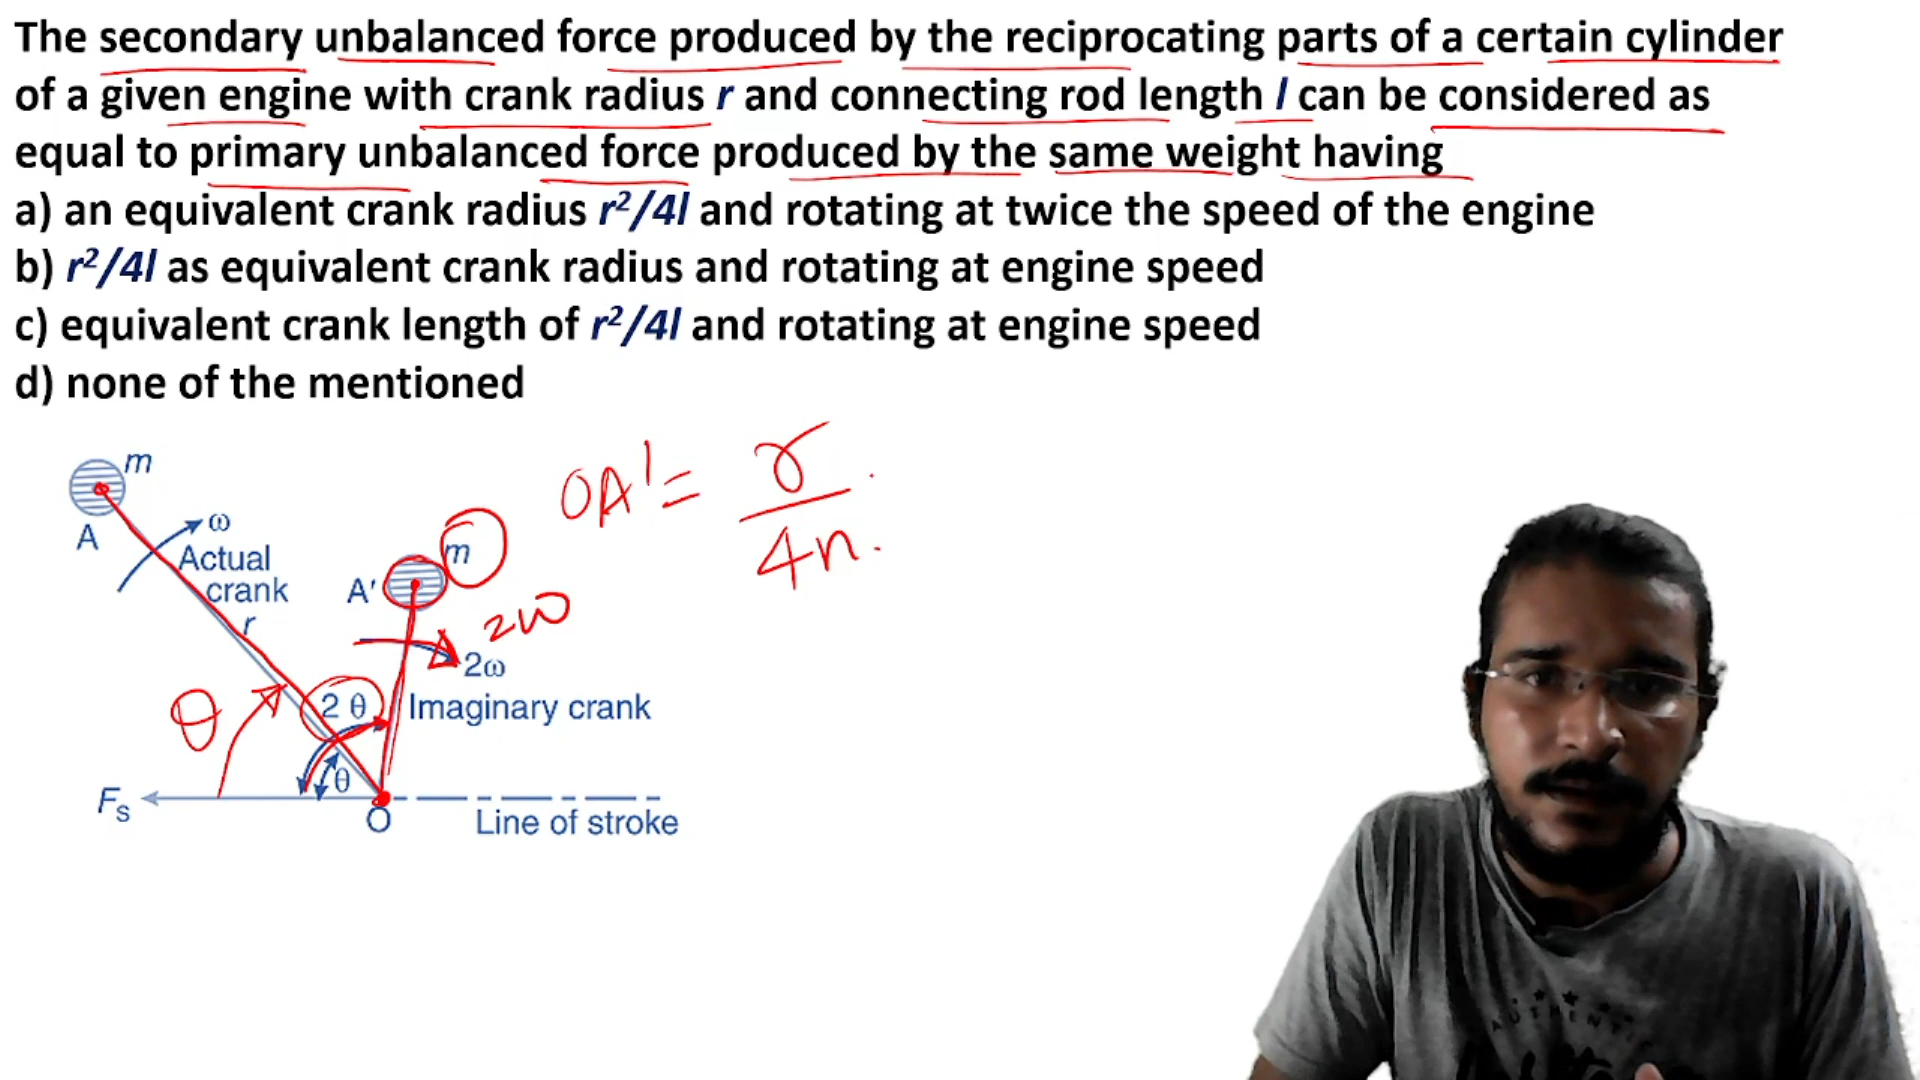 The secondary unbalanced force produced by the reciprocating parts of a certain cylinder
of a given engine with crank radius r and connecting rod length l can be considered as
equal to primary unbalanced force produced by the same weight having
a) an equivalent crank radius r²/4l and rotating at twice the speed of the engine
b) r²/4l as equivalent crank radius and rotating at engine speed
c) equivalent crank length of r²/4l and rotating at engine speed
d) none of the mentioned
m
A
ω
Actual
crank
r
A'
m
OA' = r/4n.
2ω
2ω
2 θ
Imaginary crank
θ
θ
Fs
O
Line of stroke